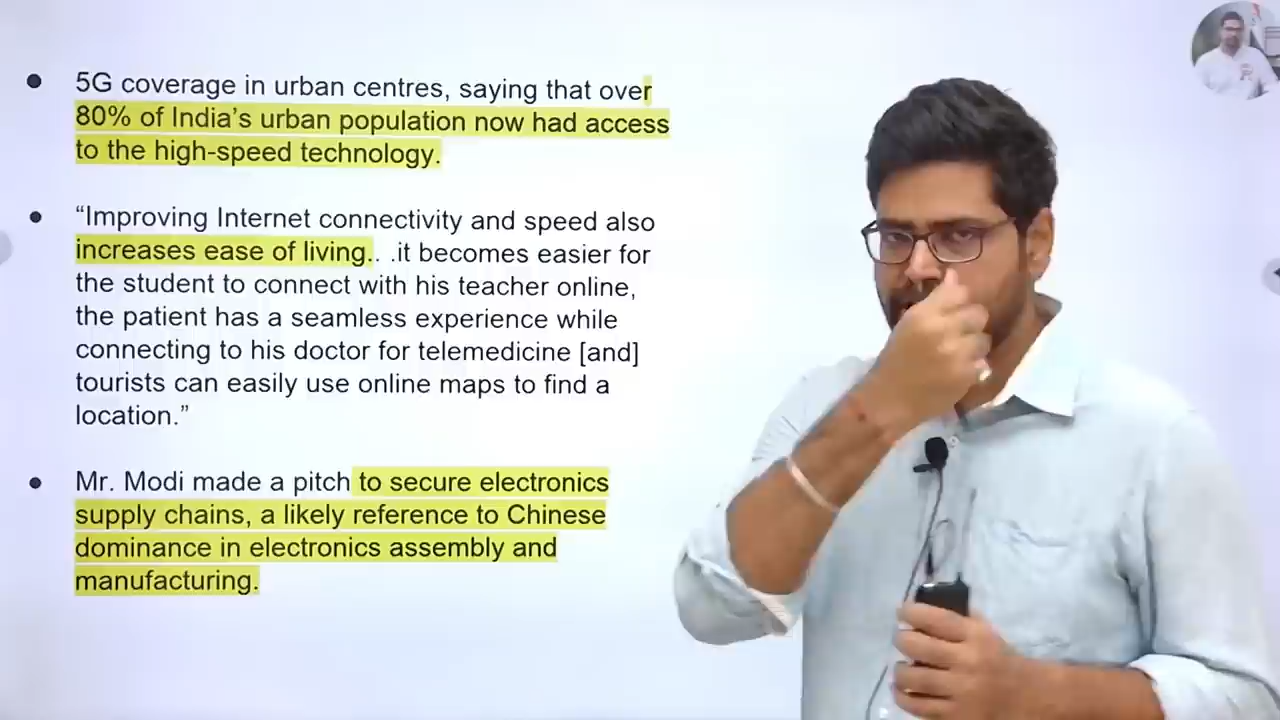 5G coverage in urban centres, saying that over
80% of India’s urban population now had access
to the high-speed technology.
“Improving Internet connectivity and speed also
increases ease of living.. .it becomes easier for
the student to connect with his teacher online,
the patient has a seamless experience while
connecting to his doctor for telemedicine [and]
tourists can easily use online maps to find a
location.”
Mr. Modi made a pitch to secure electronics
supply chains, a likely reference to Chinese
dominance in electronics assembly and
manufacturing.